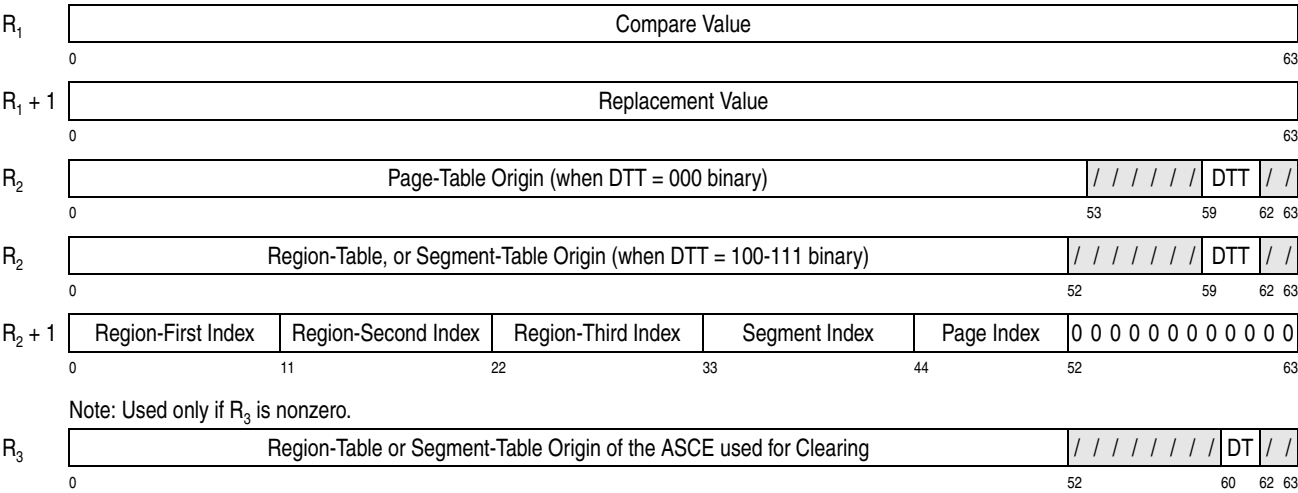 R1 Compare Value
0 63
R1 + 1 Replacement Value
0 63
R2 Page-Table Origin (when DTT = 000 binary) / / / / / / DTT / /
0 53 59 62 63
R2 Region-Table, or Segment-Table Origin (when DTT = 100-111 binary) / / / / / / / DTT / /
0 52 59 62 63
R2 + 1 Region-First Index Region-Second Index Region-Third Index Segment Index Page Index 0 0 0 0 0 0 0 0 0 0 0 0
0 11 22 33 44 52 63
Note: Used only if R3 is nonzero.
R3 Region-Table or Segment-Table Origin of the ASCE used for Clearing / / / / / / / / DT / /
0 52 60 62 63